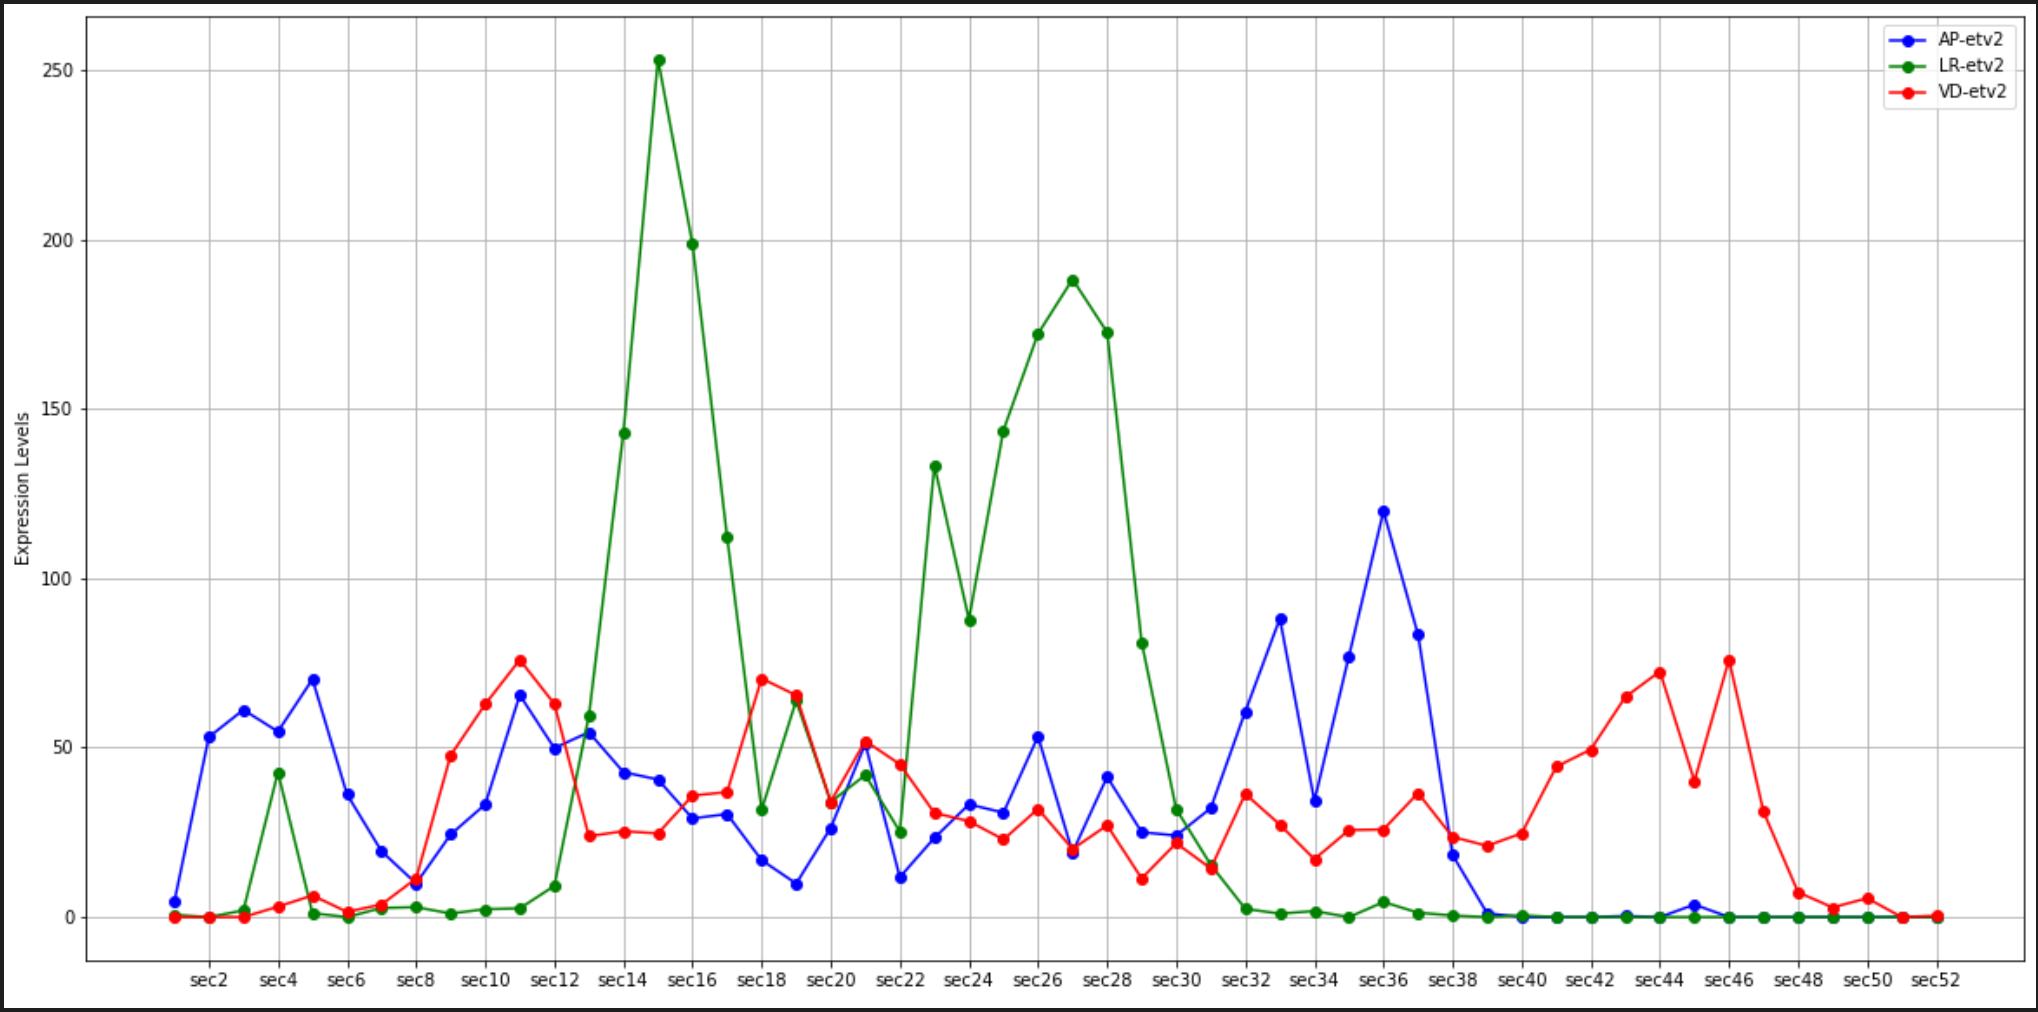 AP-etv2
LR-etv2
VD-etv2
Expression Levels
250
200
150
100
50
0
sec2 sec4 sec6 sec8 sec10 sec12 sec14 sec16 sec18 sec20 sec22 sec24 sec26 sec28 sec30 sec32 sec34 sec36 sec38 sec40 sec42 sec44 sec46 sec48 sec50 sec52